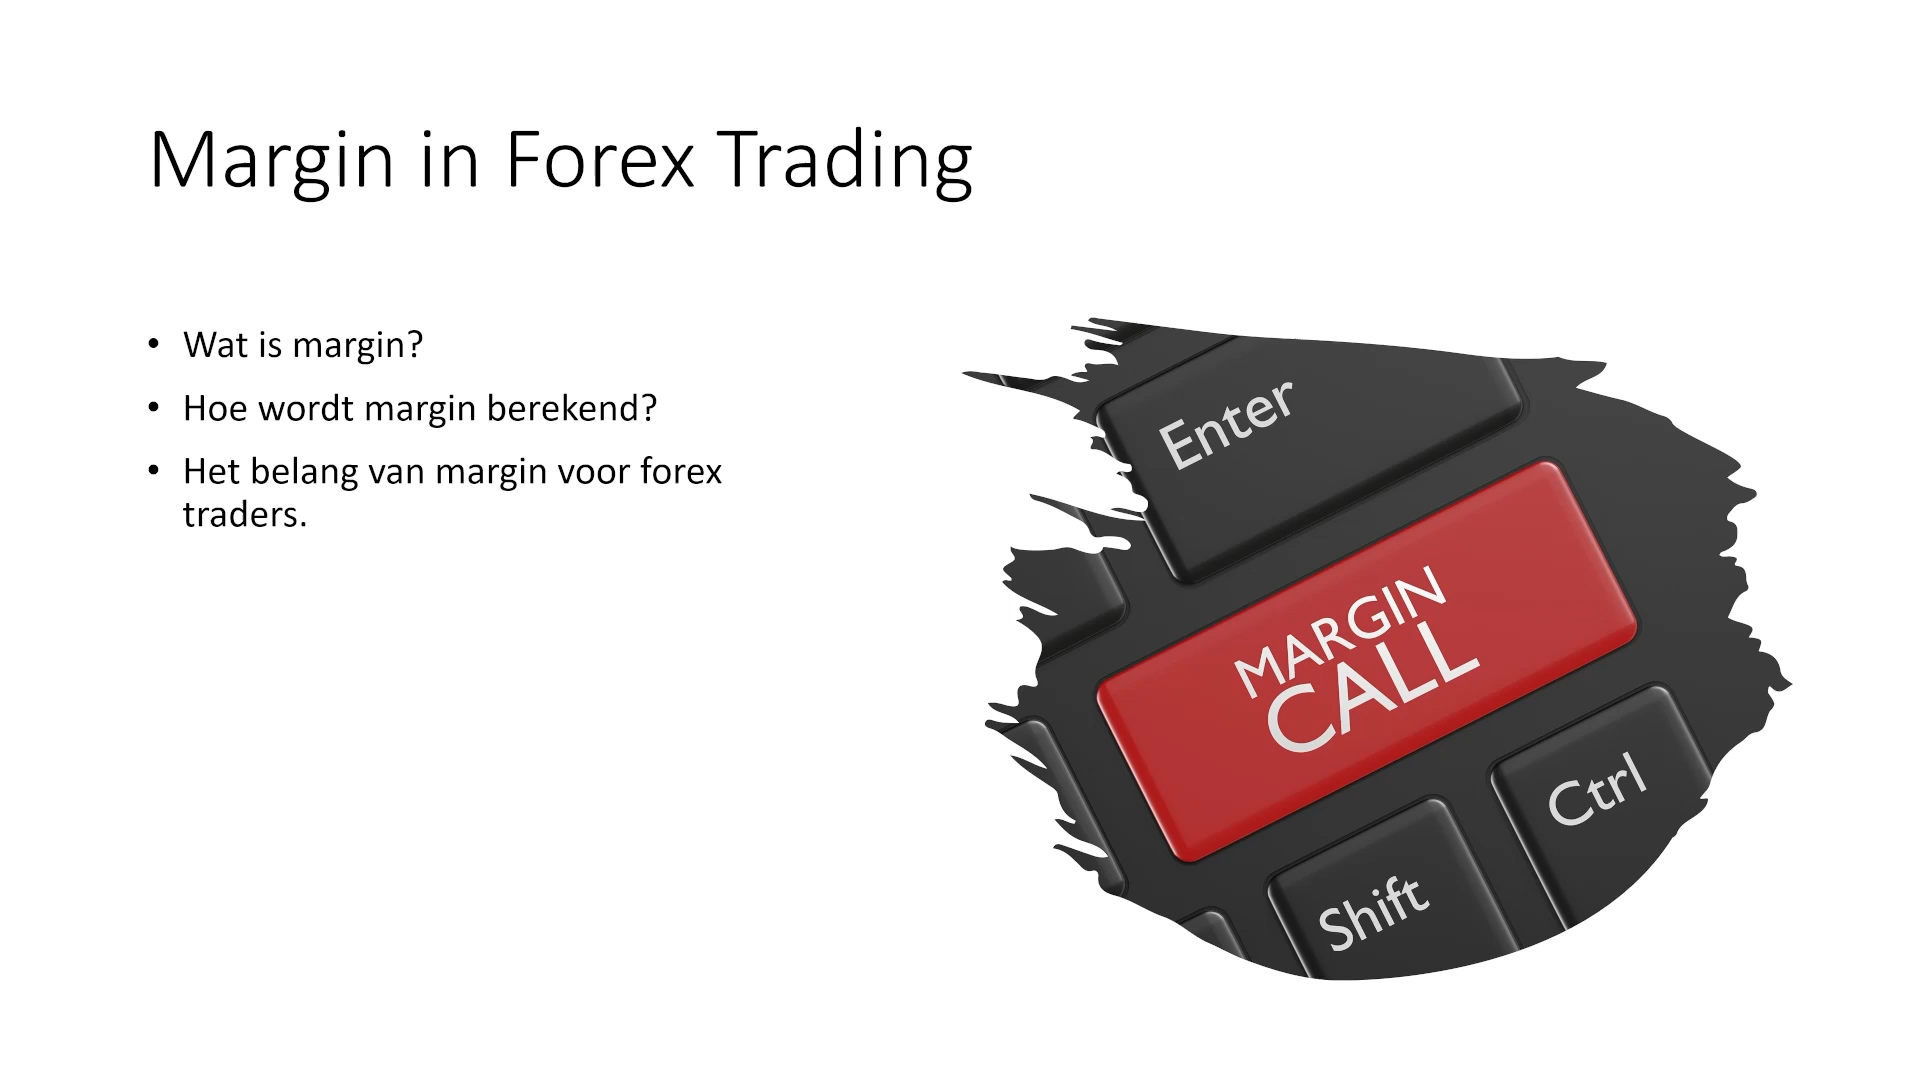 Margin in Forex Trading
• Wat is margin?
• Hoe wordt margin berekend?
• Het belang van margin voor forex
traders.
Enter
MARGIN
CALL
Ctrl
Shift